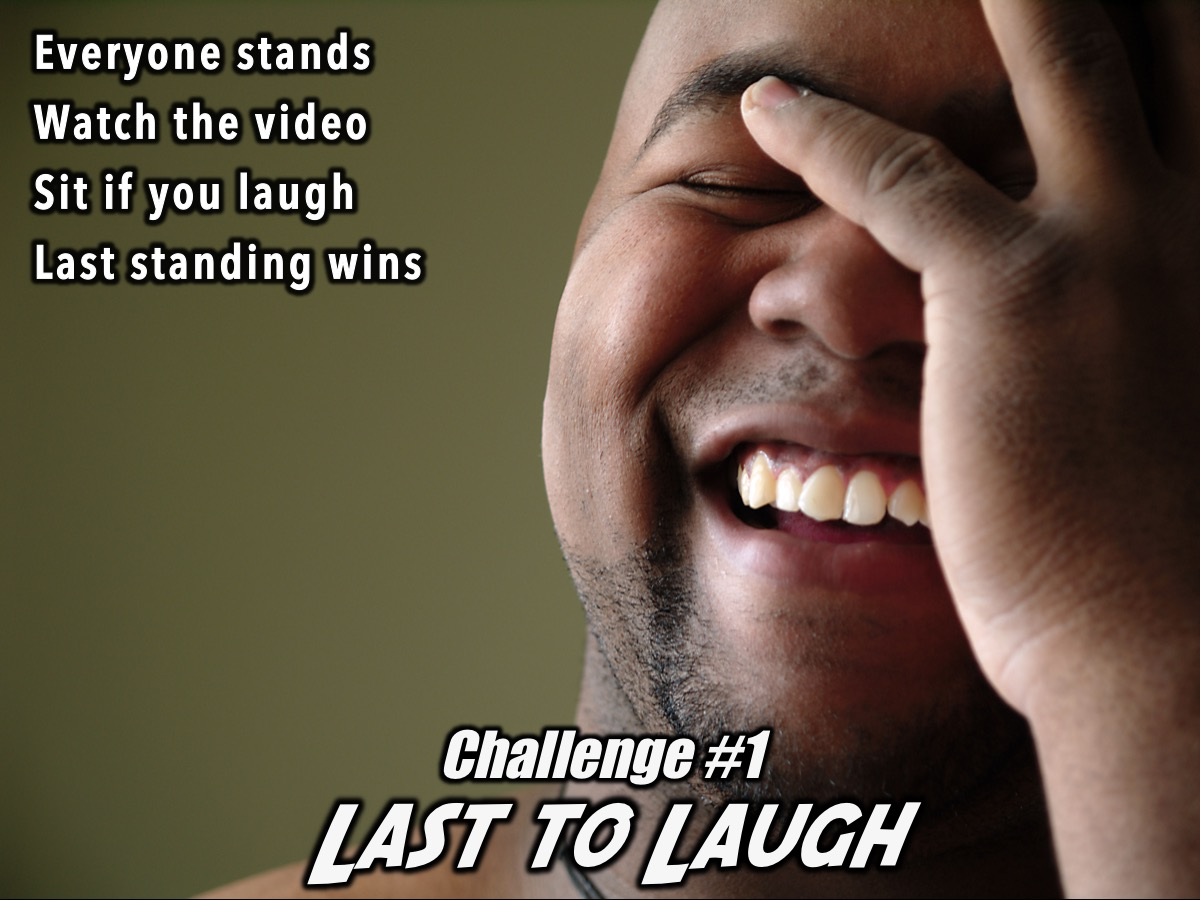 Everyone stands
Watch the video
Sit if you laugh
Last standing wins
Challenge #1
LAST TO LAUGH